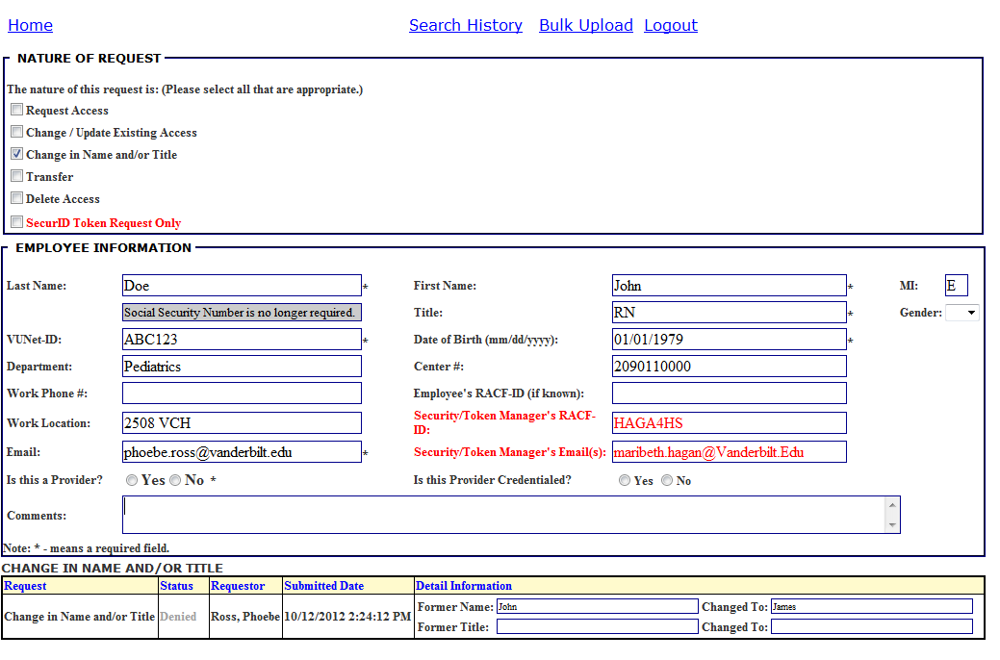 Home Search History Bulk Upload Logout
NATURE OF REQUEST
The nature of this request is: (Please select all that are appropriate.)
Request Access
Change / Update Existing Access
Change in Name and/or Title
Transfer
Delete Access
SecurID Token Request Only
EMPLOYEE INFORMATION
Last Name: Doe * First Name: John * MI: E
Social Security Number is no longer required. Title: RN * Gender:
VUNet-ID: ABC123 * Date of Birth (mm/dd/yyyy): 01/01/1979 *
Department: Pediatrics Center #: 2090110000
Work Phone #: Employee's RACF-ID (if known):
Work Location: 2508 VCH Security/Token Manager's RACF-
ID: HAGA4HS
Email: phoebe.ross@vanderbilt.edu * Security/Token Manager's Email(s): maribeth.hagan@Vanderbilt.Edu
Is this a Provider? Yes No * Is this Provider Credentialed? Yes No
Comments:
Note: * - means a required field.
CHANGE IN NAME AND/OR TITLE
Request Status Requestor Submitted Date Detail Information
Change in Name and/or Title Denied Ross, Phoebe 10/12/2012 2:24:12 PM Former Name: John Changed To: James
Former Title: Changed To: